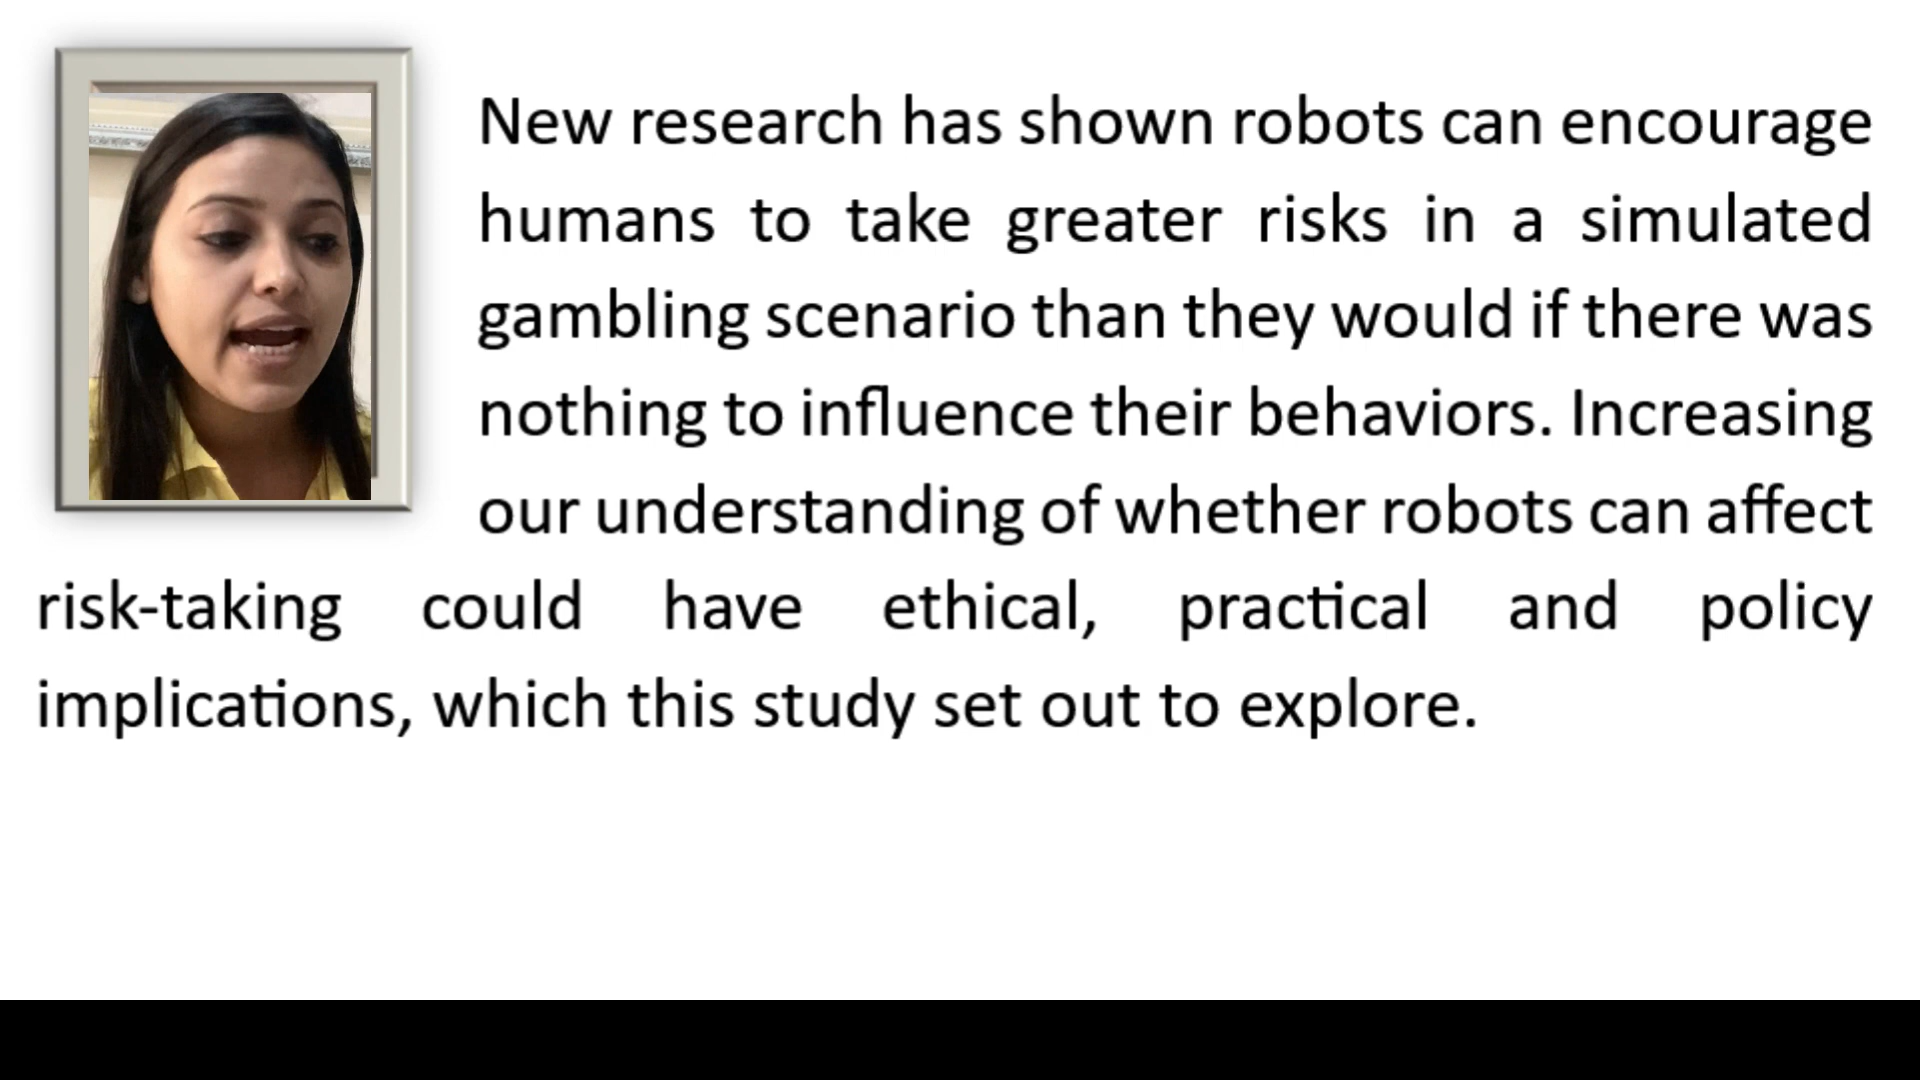 New research has shown robots can encourage
humans to take greater risks in a simulated
gambling scenario than they would if there was
nothing to influence their behaviors. Increasing
our understanding of whether robots can affect
risk-taking could have ethical, practical and policy
implications, which this study set out to explore.